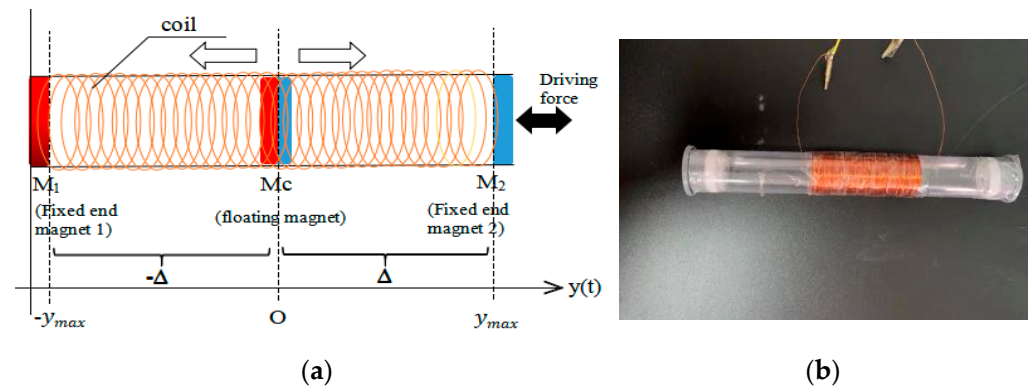 coil
Driving
force
M₁ Mc M₂
(Fixed end
magnet 1)
(floating magnet)
(Fixed end
magnet 2)
-Δ Δ
y(t)
-yₘₐₓ O yₘₐₓ
(a) (b)